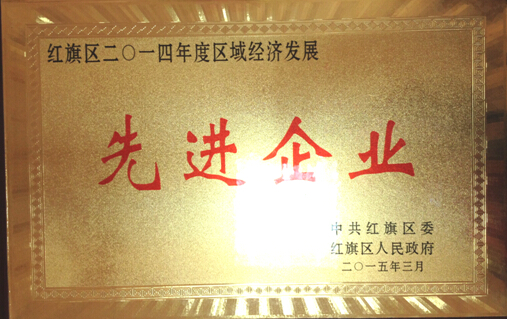 红旗区二〇一四年度区域经济发展
先进企业
中共红旗区委
红旗区人民政府
二〇一五年三月